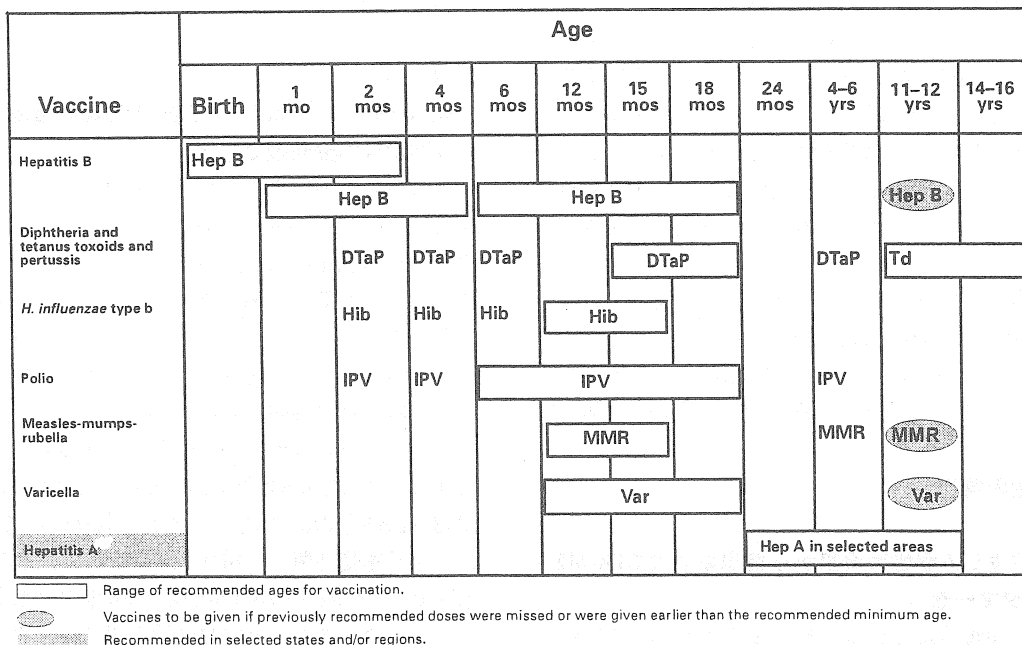 Age
Vaccine Birth 1 mo 2 mos 4 mos 6 mos 12 mos 15 mos 18 mos 24 mos 4–6 yrs 11–12 yrs 14–16 yrs
Hepatitis B Hep B
Hep B Hep B Hep B
Diphtheria and
tetanus toxoids and
pertussis DTaP DTaP DTaP DTaP DTaP Td
H. influenzae type b Hib Hib Hib Hib
Polio IPV IPV IPV IPV
Measles-mumps-
rubella MMR MMR MMR
Varicella Var Var
Hepatitis A Hep A in selected areas
Range of recommended ages for vaccination.
Vaccines to be given if previously recommended doses were missed or were given earlier than the recommended minimum age.
Recommended in selected states and/or regions.